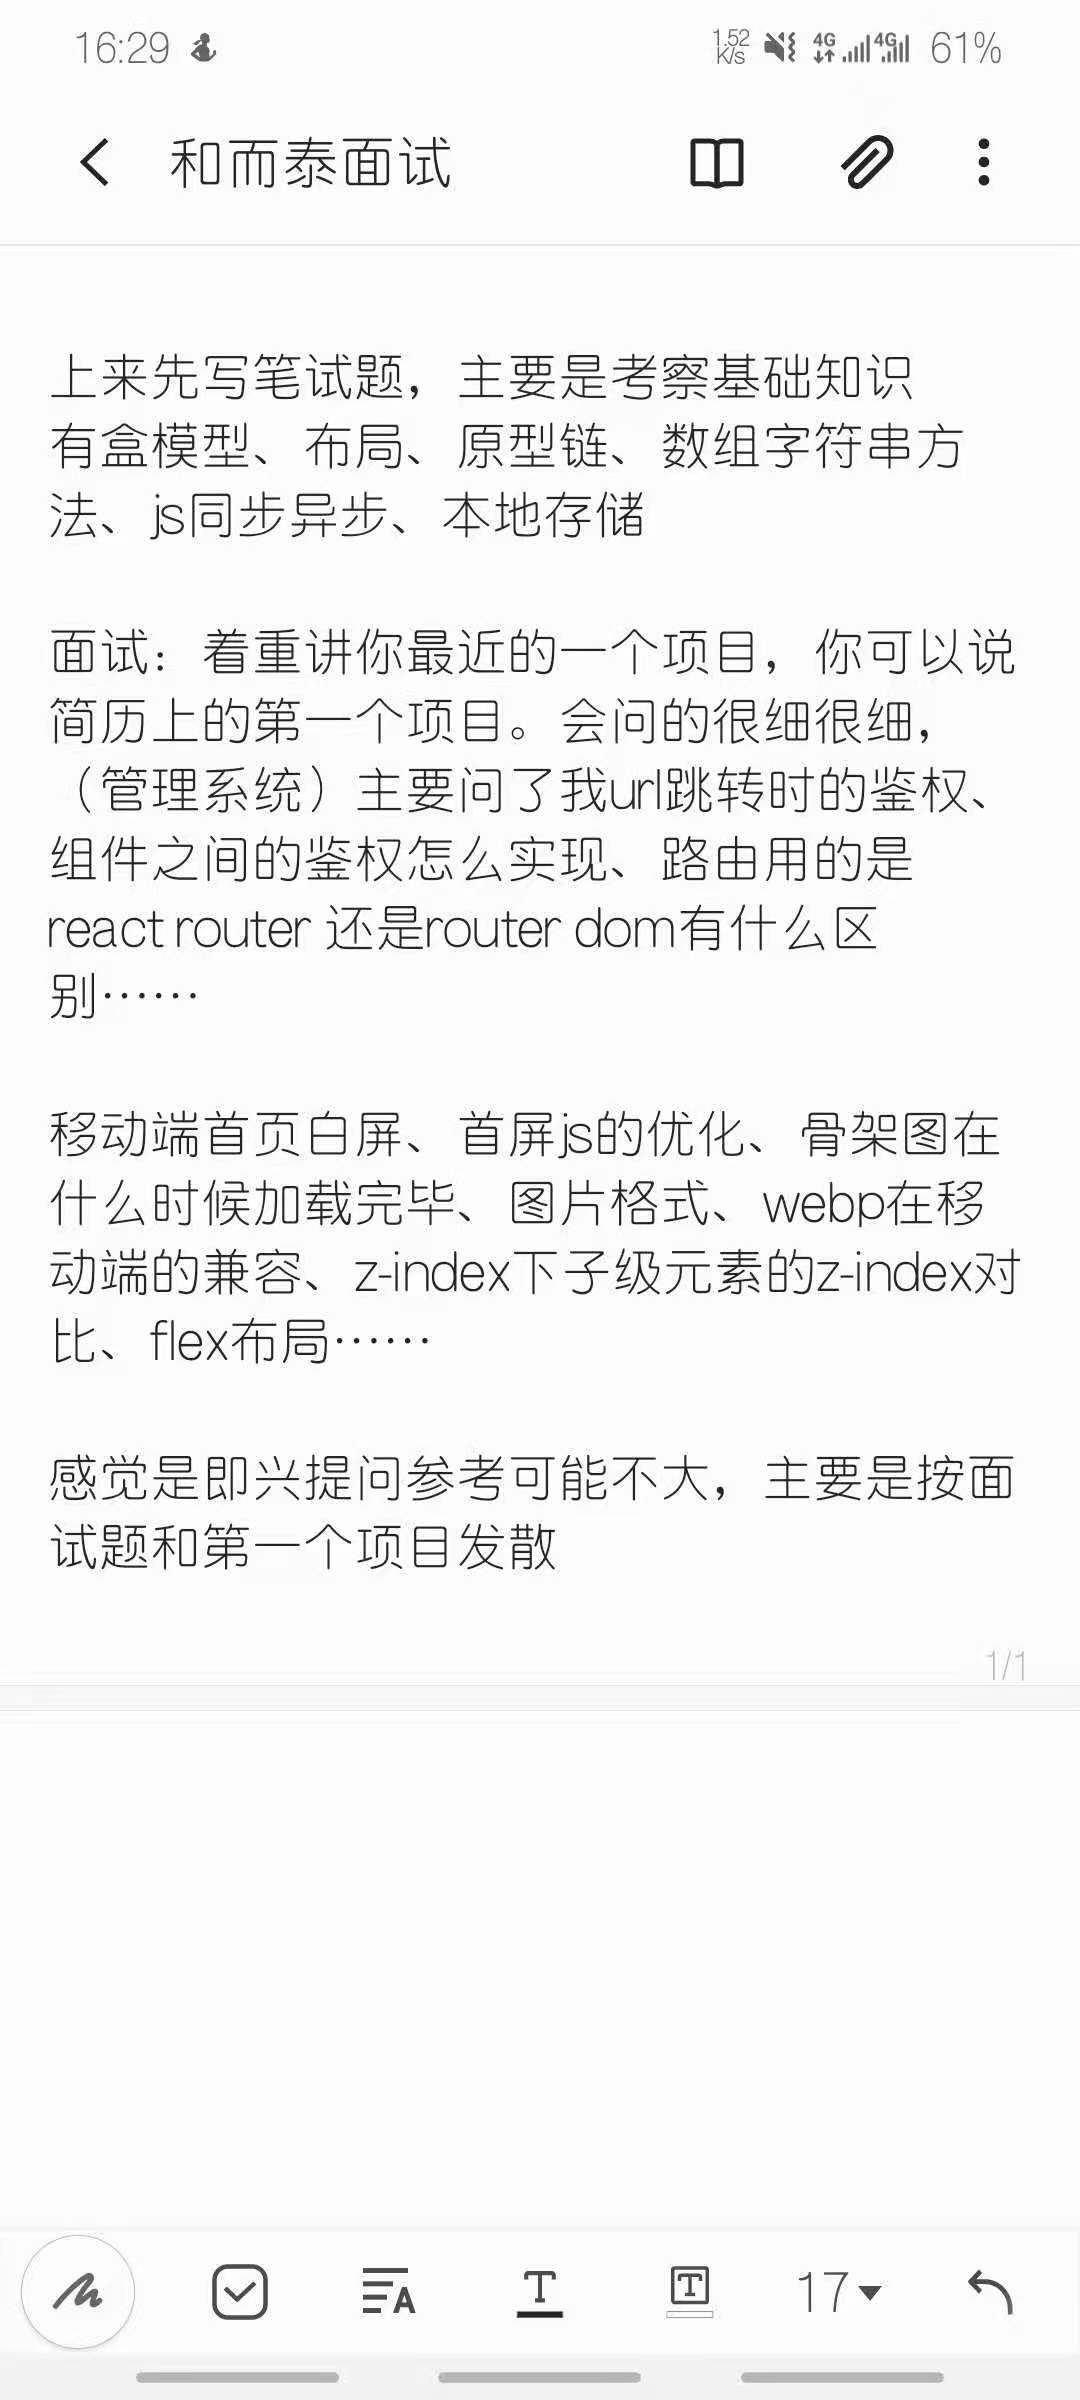 16:29
1.52
K/s
4G
4G
61%
和而泰面试
上来先写笔试题，主要是考察基础知识
有盒模型、布局、原型链、数组字符串方
法、js同步异步、本地存储
面试：着重讲你最近的一个项目，你可以说
简历上的第一个项目。会问的很细很细，
（管理系统）主要问了我url跳转时的鉴权、
组件之间的鉴权怎么实现、路由用的是
react router 还是router dom有什么区
别……
移动端首页白屏、首屏js的优化、骨架图在
什么时候加载完毕、图片格式、webp在移
动端的兼容、z-index下子级元素的z-index对
比、flex布局……
感觉是即兴提问参考可能不大，主要是按面
试题和第一个项目发散
1/1
A
T
T
17